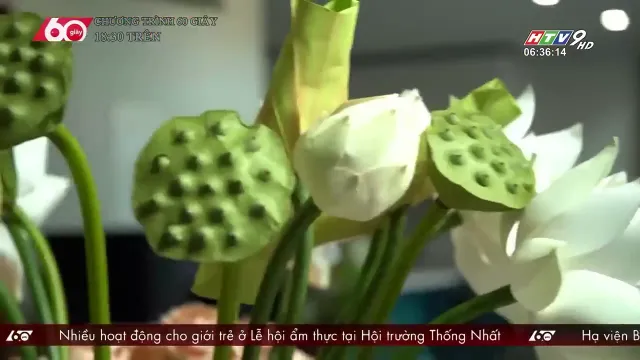 60 giây
CHƯƠNG TRÌNH 60 GIÂY
18:30 TRÊN
HTV9 HD
06:36:14
60 Nhiều hoạt động cho giới trẻ ở Lễ hội ẩm thực tại Hội trường Thống Nhất 60 Hạ viện B